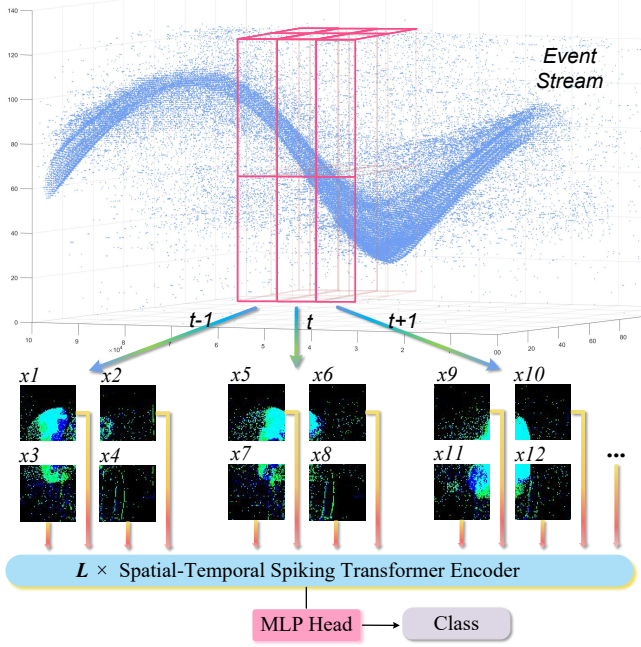 140
120
100
80
60
40
20
0
Event
Stream
t-1
t
t+1
10
9
8
7
6
5
4
3
2
1
00
20
40
60
80
×10⁴
x1 x2 x5 x6 x9 x10
x3 x4 x7 x8 x11 x12 ...
L × Spatial-Temporal Spiking Transformer Encoder
MLP Head
Class